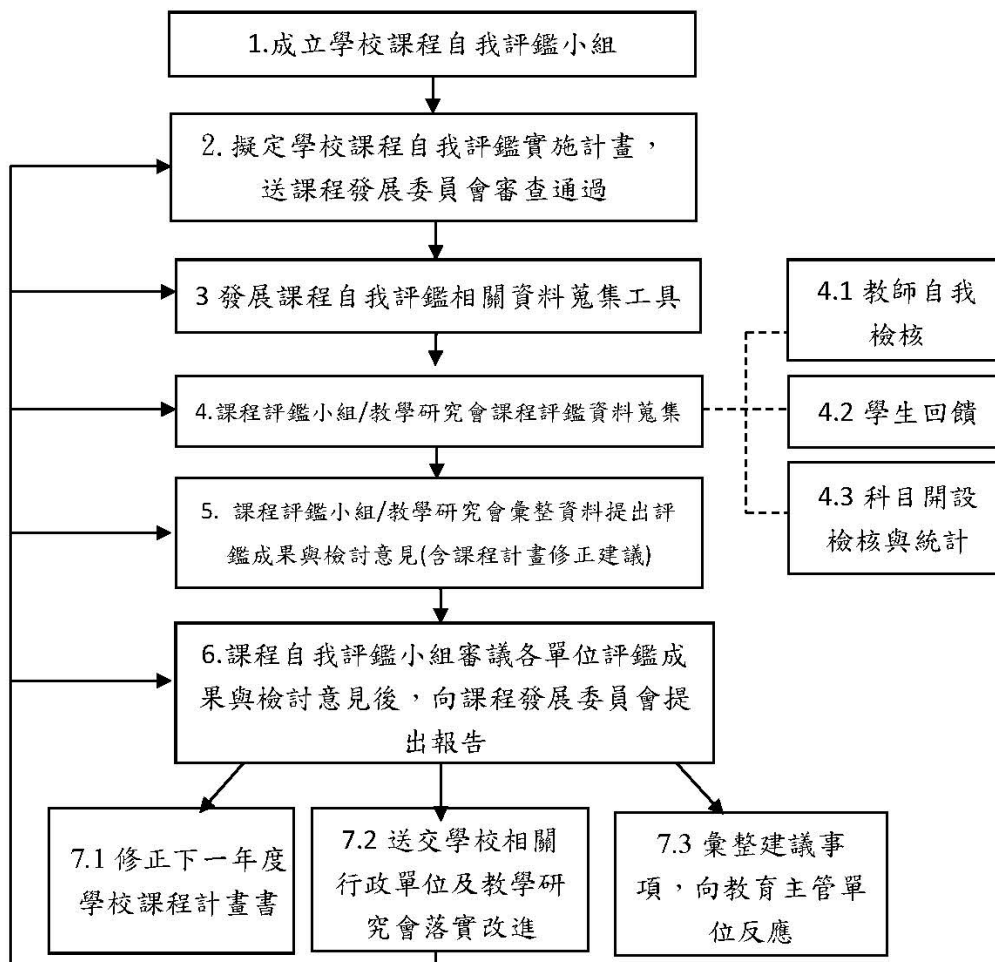 1.成立學校課程自我評鑑小組
2. 擬定學校課程自我評鑑實施計畫，
送課程發展委員會審查通過
3 發展課程自我評鑑相關資料蒐集工具
4.課程評鑑小組/教學研究會課程評鑑資料蒐集
4.1 教師自我
檢核
4.2 學生回饋
4.3 科目開設
檢核與統計
5. 課程評鑑小組/教學研究會彙整資料提出評
鑑成果與檢討意見(含課程計畫修正建議)
6.課程自我評鑑小組審議各單位評鑑成
果與檢討意見後，向課程發展委員會提
出報告
7.1 修正下一年度
學校課程計畫書
7.2 送交學校相關
行政單位及教學研
究會落實改進
7.3 彙整建議事
項，向教育主管單
位反應